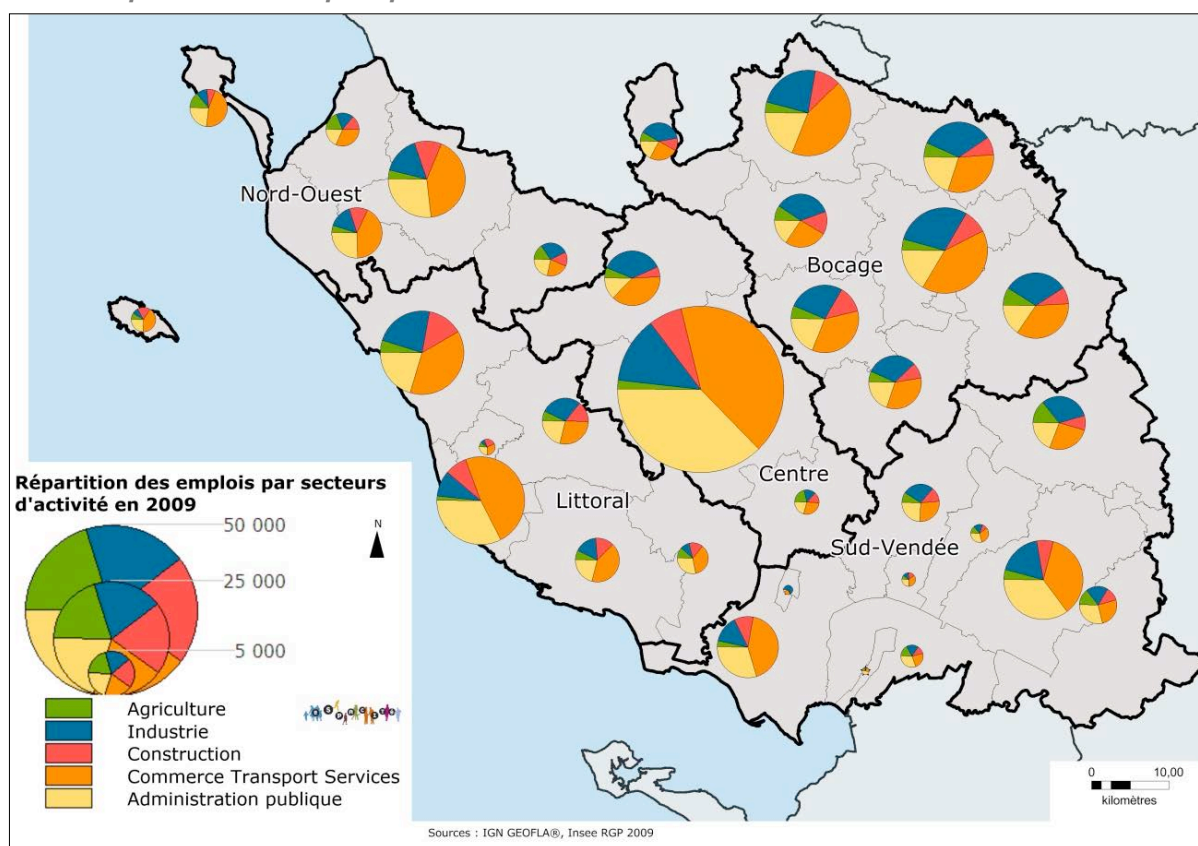 Nord-Ouest
Bocage
Centre
Littoral
Sud-Vendée
Répartition des emplois par secteurs
d'activité en 2009
50 000
25 000
5 000
Agriculture
Industrie
Construction
Commerce Transport Services
Administration publique
N
0 10,00
kilomètres
Sources : IGN GEOFLA®, Insee RGP 2009